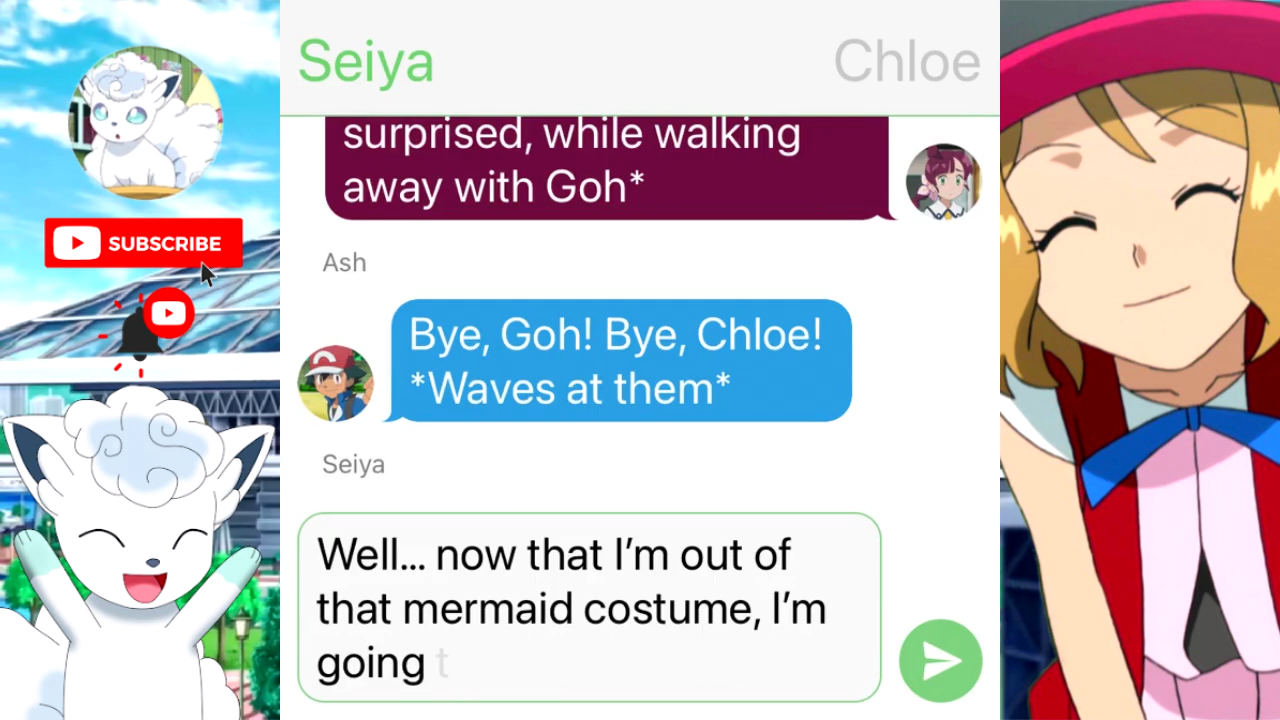 Seiya
Chloe
surprised, while walking
away with Goh*
Ash
SUBSCRIBE
Bye, Goh! Bye, Chloe!
*Waves at them*
Seiya
Well... now that I’m out of
that mermaid costume, I’m
going t